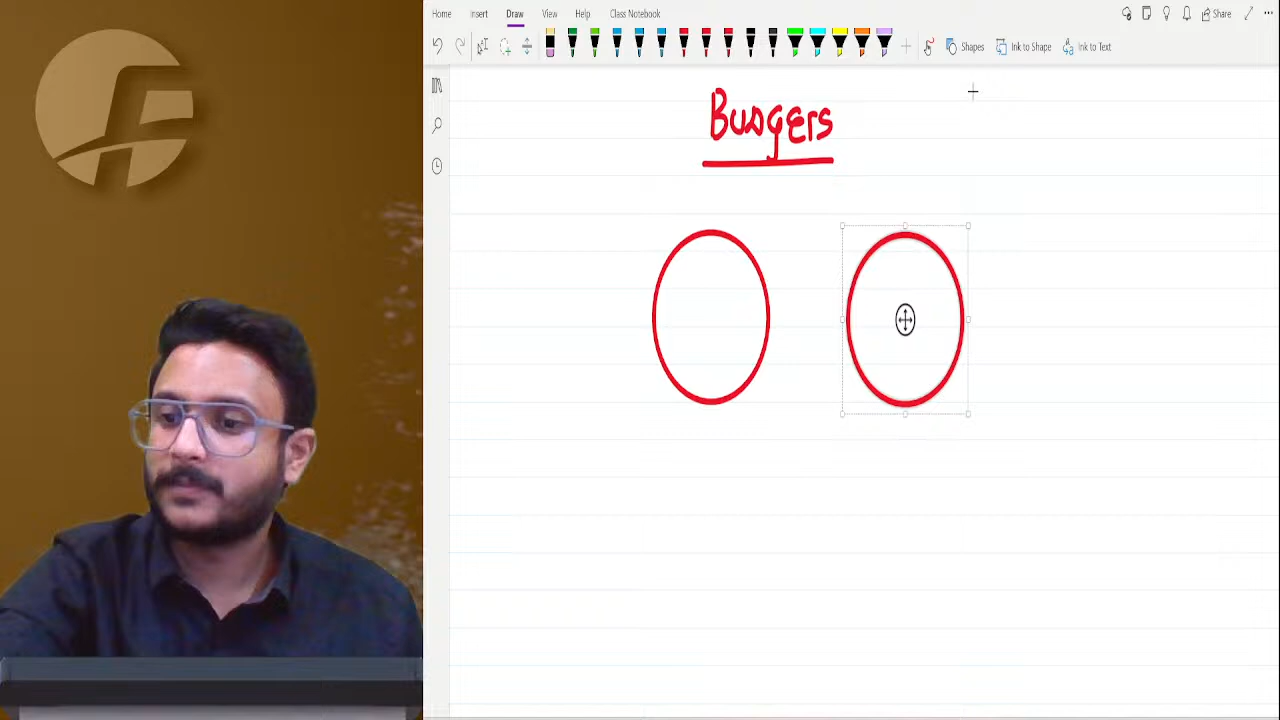 Home Insert Draw View Help Class Notebook Share
Shapes Ink to Shape Ink to Text
Budgers